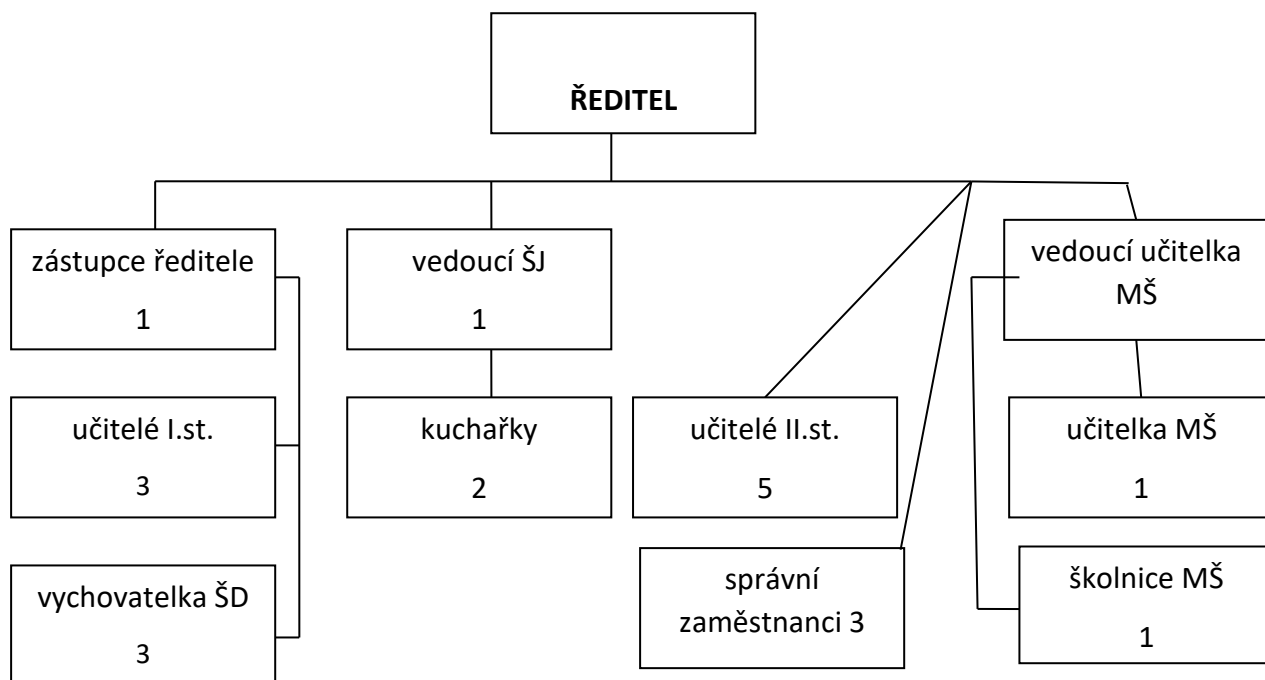 ŘEDITEL
zástupce ředitele
1
vedoucí ŠJ
1
vedoucí učitelka
MŠ
učitelé I.st.
3
kuchařky
2
učitelé II.st.
5
učitelka MŠ
1
vychovatelka ŠD
3
správní
zaměstnanci 3
školnice MŠ
1